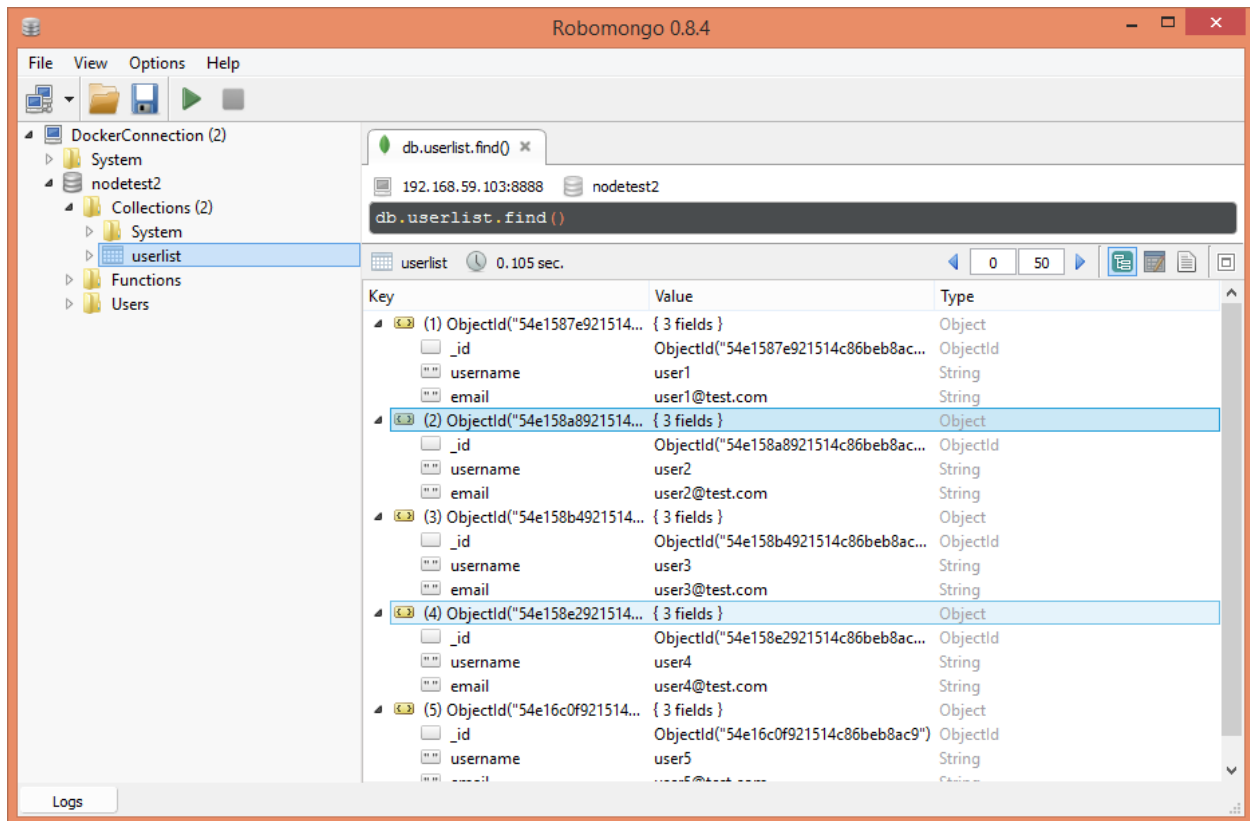 Robomongo 0.8.4
File View Options Help
DockerConnection (2)
System
nodetest2
Collections (2)
System
userlist
Functions
Users
db.userlist.find()
192.168.59.103:8888 nodetest2
db.userlist.find()
userlist 0.105 sec. 0 50
Key Value Type
(1) ObjectId("54e1587e921514... { 3 fields } Object
_id ObjectId("54e1587e921514c86beb8ac... ObjectId
username user1 String
email user1@test.com String
(2) ObjectId("54e158a8921514... { 3 fields } Object
_id ObjectId("54e158a8921514c86beb8ac... ObjectId
username user2 String
email user2@test.com String
(3) ObjectId("54e158b4921514... { 3 fields } Object
_id ObjectId("54e158b4921514c86beb8ac... ObjectId
username user3 String
email user3@test.com String
(4) ObjectId("54e158e2921514... { 3 fields } Object
_id ObjectId("54e158e2921514c86beb8ac... ObjectId
username user4 String
email user4@test.com String
(5) ObjectId("54e16c0f921514... { 3 fields } Object
_id ObjectId("54e16c0f921514c86beb8ac9") ObjectId
username user5 String
email user5@test.com String
Logs